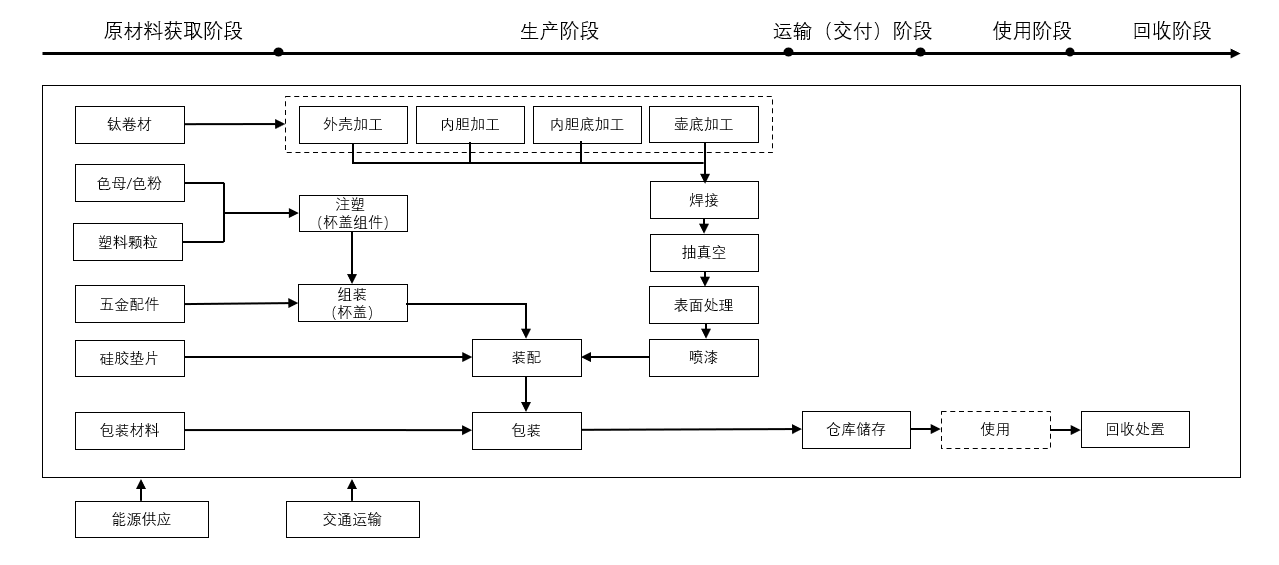 原材料获取阶段
生产阶段
运输（交付）阶段
使用阶段
回收阶段
钛卷材
外壳加工
内胆加工
内胆底加工
壶底加工
色母/色粉
塑料颗粒
注塑
（杯盖组件）
焊接
抽真空
五金配件
组装
（杯盖）
表面处理
硅胶垫片
装配
喷漆
包装材料
包装
仓库储存
使用
回收处置
能源供应
交通运输